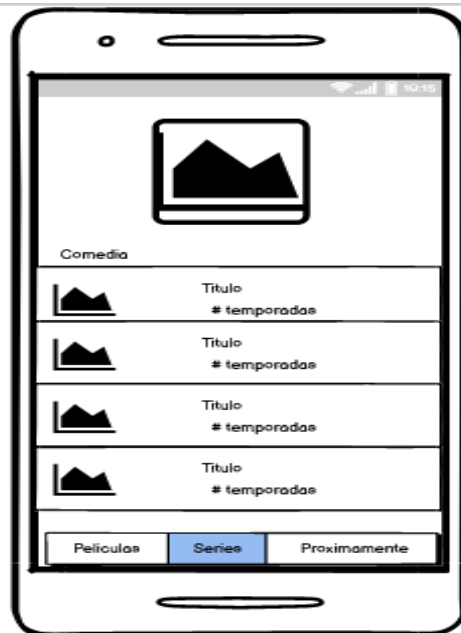 10:15
Comedia
Titulo
# temporadas
Titulo
# temporadas
Titulo
# temporadas
Titulo
# temporadas
Peliculas Series Proximamente